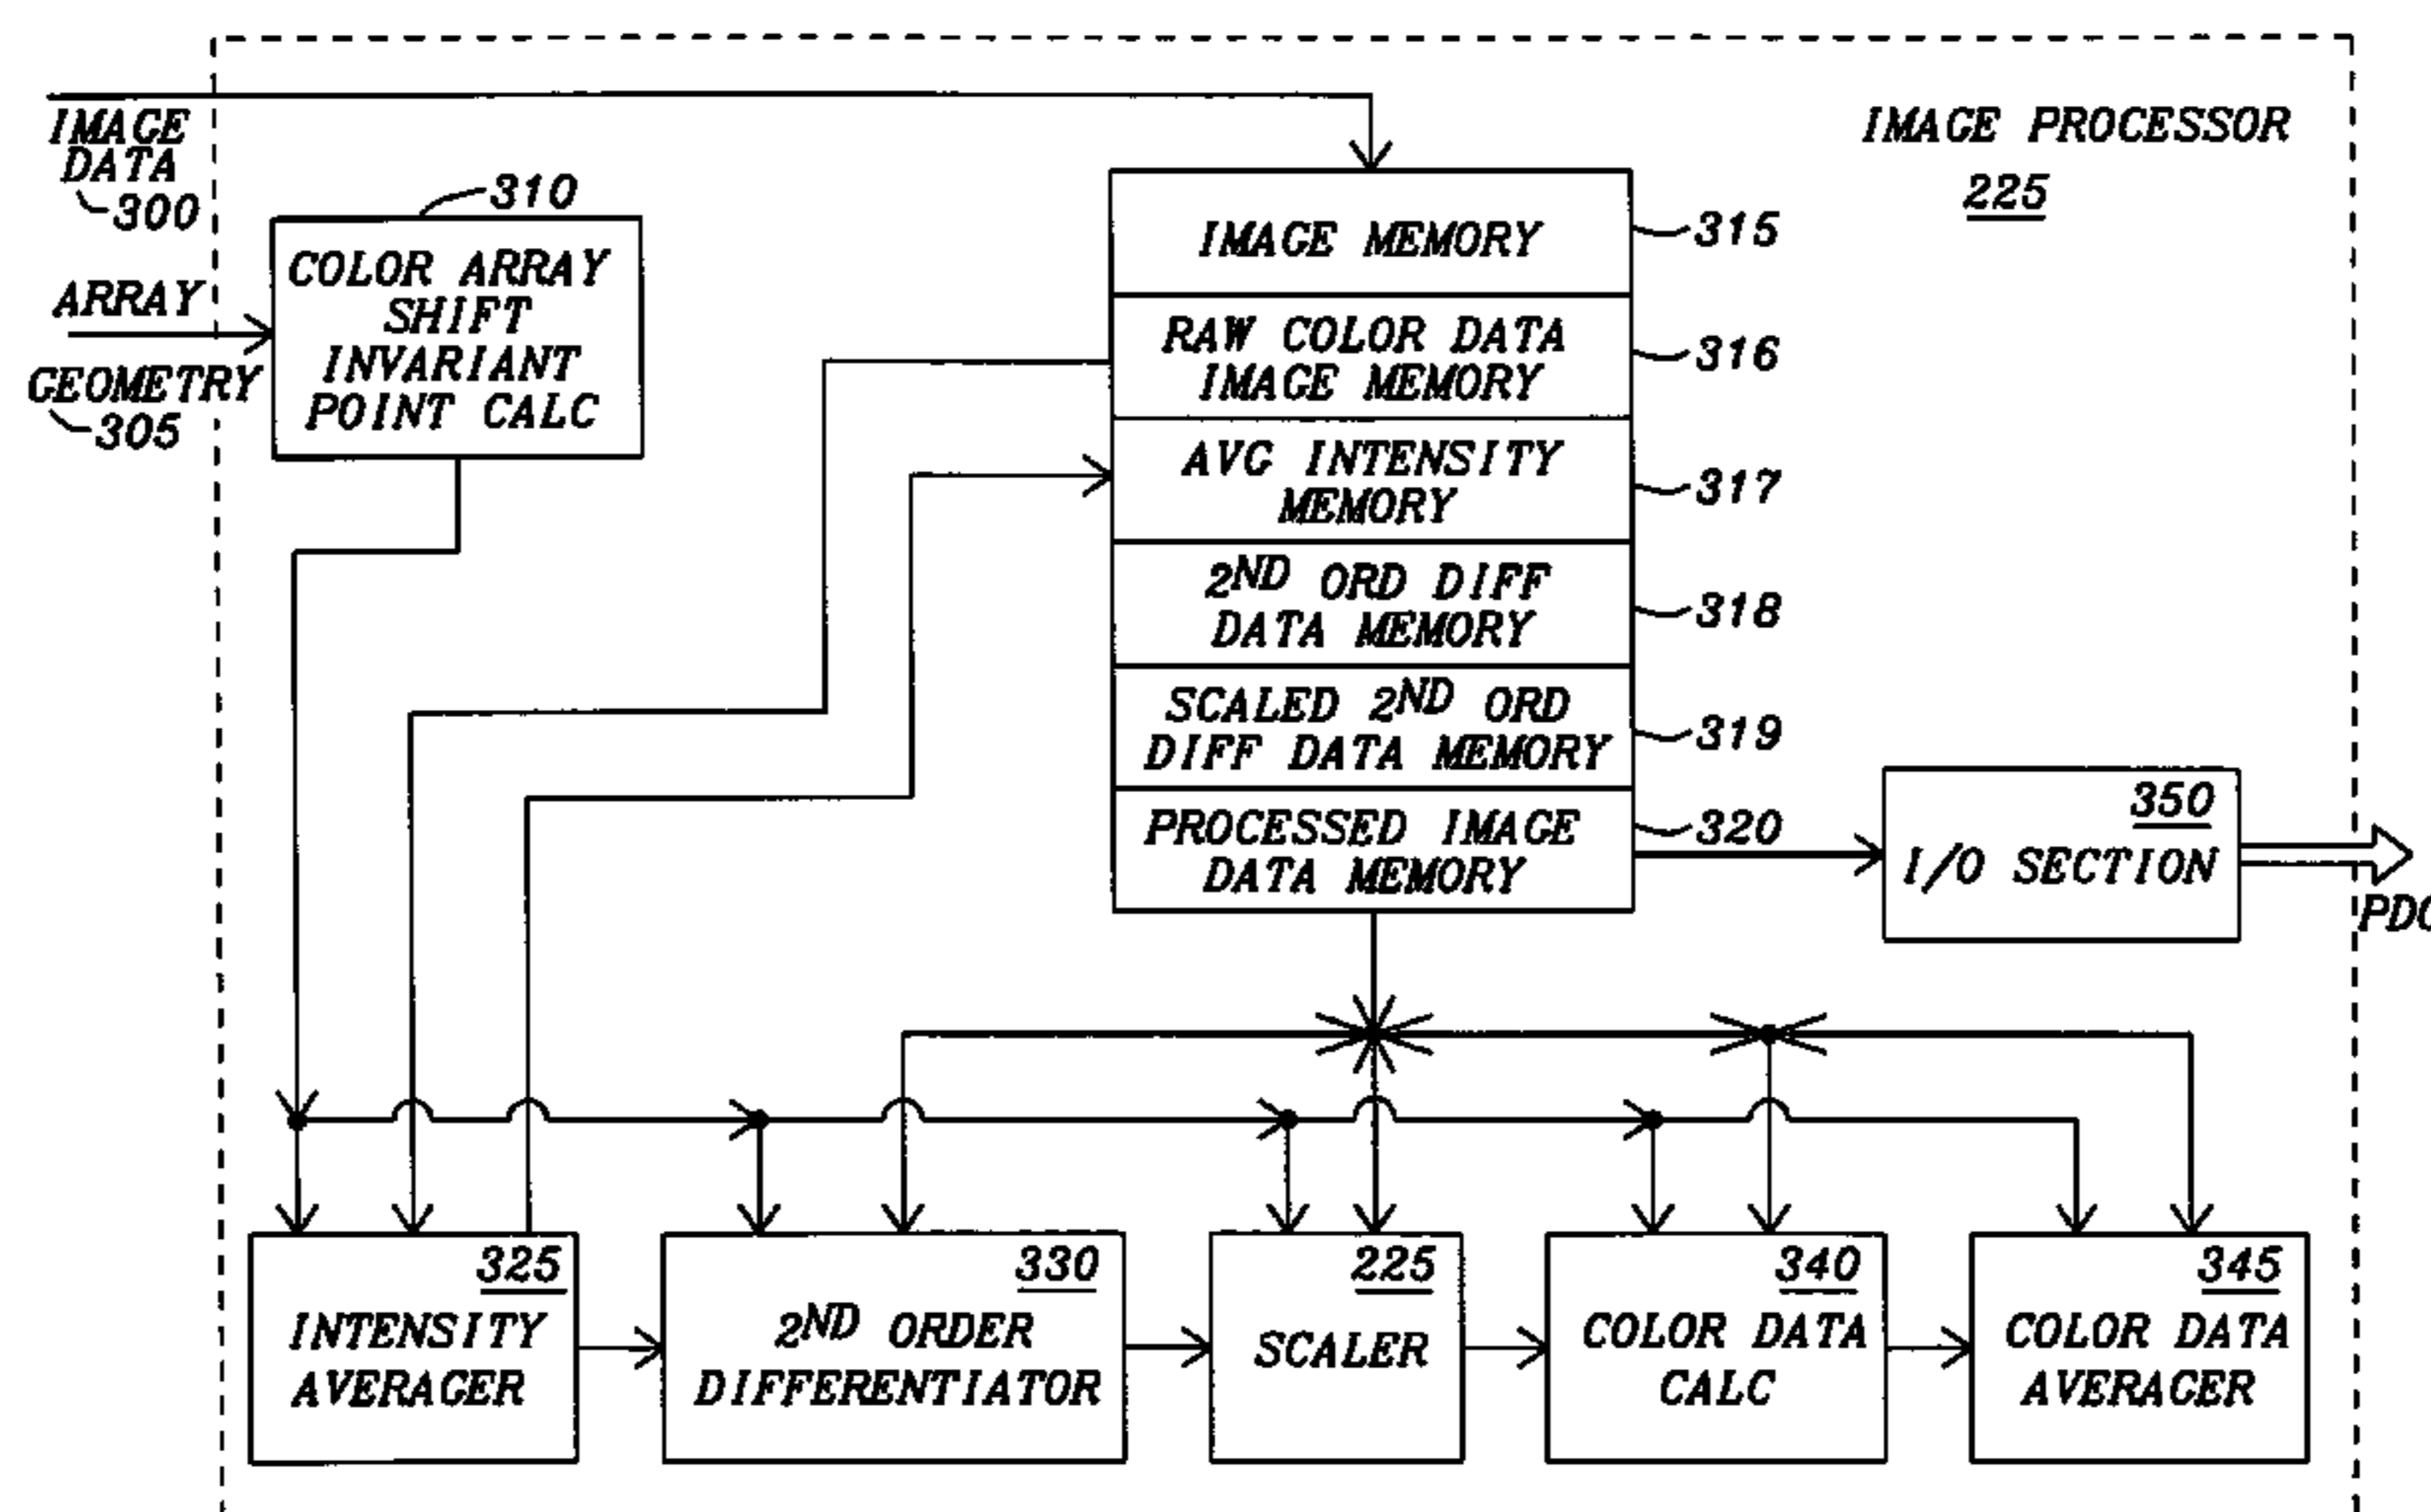 IMAGE PROCESSOR
225
IMAGE
DATA
300
310
COLOR ARRAY
SHIFT
INVARIANT
POINT CALC
ARRAY
GEOMETRY
305
IMAGE MEMORY
315
RAW COLOR DATA
IMAGE MEMORY
316
AVG INTENSITY
MEMORY
317
2ND ORD DIFF
DATA MEMORY
318
SCALED 2ND ORD
DIFF DATA MEMORY
319
PROCESSED IMAGE
DATA MEMORY
320
350
I/O SECTION
325
INTENSITY
AVERAGER
330
2ND ORDER
DIFFERENTIATOR
225
SCALER
340
COLOR DATA
CALC
345
COLOR DATA
AVERAGER